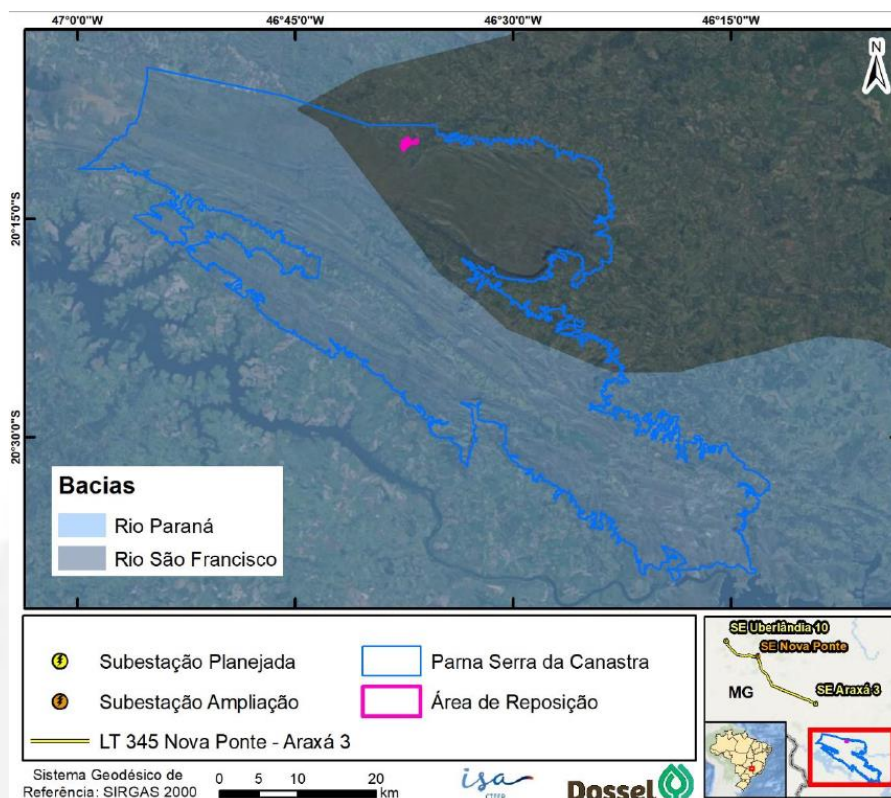 47°0'0"W
46°45'0"W
46°30'0"W
46°15'0"W
N
20°15'0"S
20°30'0"S
Bacias
Rio Paraná
Rio São Francisco
Subestação Planejada
Subestação Ampliação
LT 345 Nova Ponte - Araxá 3
Parna Serra da Canastra
Área de Reposição
SE Uberlândia 10
SE Nova Ponte
SE Araxá 3
MG
Sistema Geodésico de
Referência: SIRGAS 2000
0 5 10 20
km
isa
CTEEP
Dossel